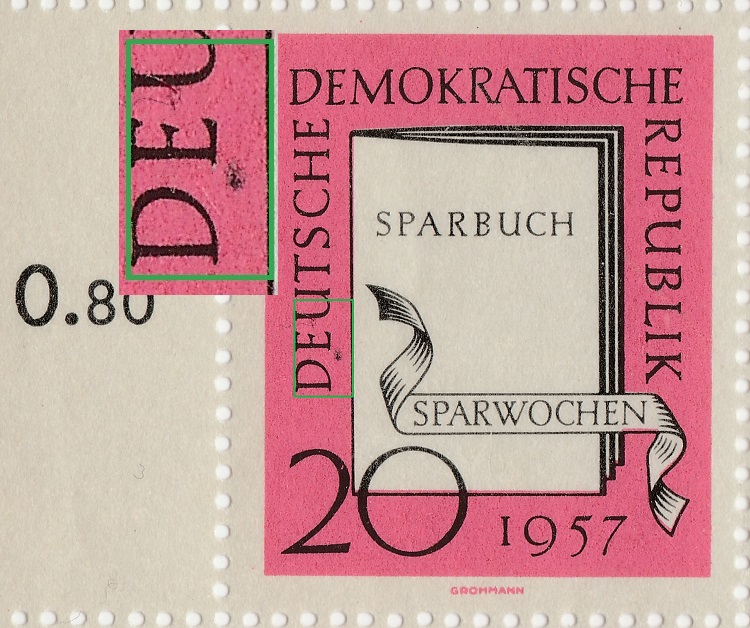 DEU
DEUTSCHE
DEMOKRATISCHE
REPUBLIK
SPARBUCH
0.80
SPARWOCHEN
20
1957
GROHMANN